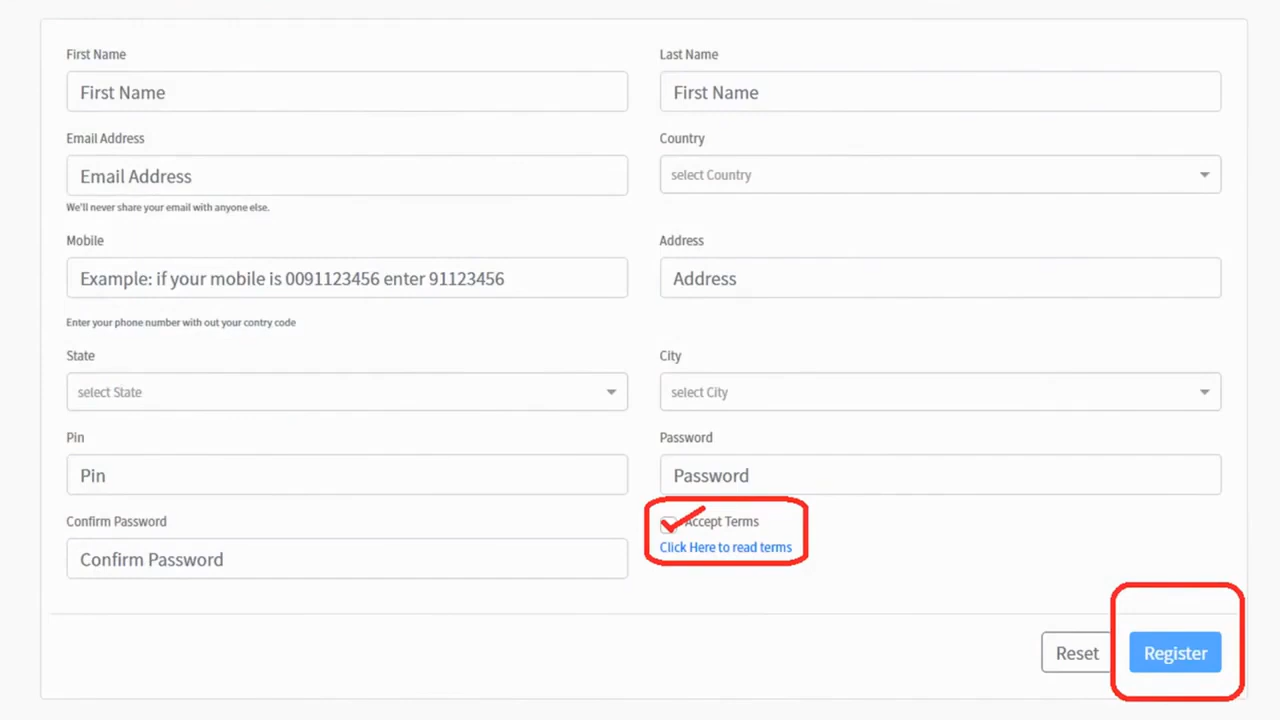 First Name
Last Name
First Name
First Name
Email Address
Country
Email Address
select Country
We'll never share your email with anyone else.
Mobile
Address
Example: if your mobile is 0091123456 enter 91123456
Address
Enter your phone number with out your contry code
State
City
select State
select City
Pin
Password
Pin
Password
Confirm Password
Accept Terms
Click Here to read terms
Confirm Password
Reset
Register